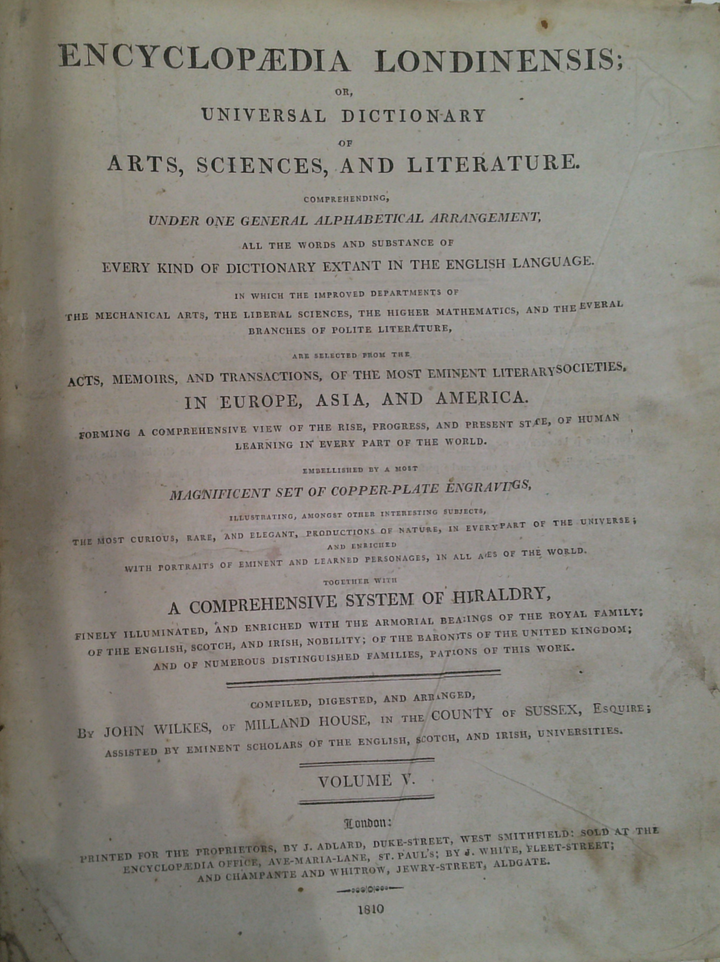 ENCYCLOPÆDIA LONDINENSIS;
OR,
UNIVERSAL DICTIONARY
OF
ARTS, SCIENCES, AND LITERATURE.
COMPREHENDING,
UNDER ONE GENERAL ALPHABETICAL ARRANGEMENT,
ALL THE WORDS AND SUBSTANCE OF
EVERY KIND OF DICTIONARY EXTANT IN THE ENGLISH LANGUAGE.
IN WHICH THE IMPROVED DEPARTMENTS OF
THE MECHANICAL ARTS, THE LIBERAL SCIENCES, THE HIGHER MATHEMATICS, AND THE EVERAL
BRANCHES OF POLITE LITERATURE,
ARE SELECTED FROM THE
ACTS, MEMOIRS, AND TRANSACTIONS, OF THE MOST EMINENT LITERARY SOCIETIES,
IN EUROPE, ASIA, AND AMERICA.
FORMING A COMPREHENSIVE VIEW OF THE RISE, PROGRESS, AND PRESENT STATE, OF HUMAN
LEARNING IN EVERY PART OF THE WORLD.
EMBELLISHED BY A MOST
MAGNIFICENT SET OF COPPER-PLATE ENGRAVINGS,
ILLUSTRATING, AMONGST OTHER INTERESTING SUBJECTS,
THE MOST CURIOUS, RARE, AND ELEGANT, PRODUCTIONS OF NATURE, IN EVERY PART OF THE UNIVERSE;
AND ENRICHED
WITH PORTRAITS OF EMINENT AND LEARNED PERSONAGES, IN ALL AGES OF THE WORLD.
TOGETHER WITH
A COMPREHENSIVE SYSTEM OF HERALDRY,
FINELY ILLUMINATED, AND ENRICHED WITH THE ARMORIAL BEARINGS OF THE ROYAL FAMILY;
OF THE ENGLISH, SCOTCH, AND IRISH, NOBILITY; OF THE BARONETS OF THE UNITED KINGDOM;
AND OF NUMEROUS DISTINGUISHED FAMILIES, PATRONS OF THIS WORK.
COMPILED, DIGESTED, AND ARRANGED,
BY JOHN WILKES, OF MILLAND HOUSE, IN THE COUNTY OF SUSSEX, ESQUIRE;
ASSISTED BY EMINENT SCHOLARS OF THE ENGLISH, SCOTCH, AND IRISH, UNIVERSITIES.
VOLUME V.
London:
PRINTED FOR THE PROPRIETORS, BY J. ADLARD, DUKE-STREET, WEST SMITHFIELD: SOLD AT THE
ENCYCLOPÆDIA OFFICE, AVE-MARIA-LANE, ST. PAUL'S; BY J. WHITE, FLEET-STREET;
AND CHAMPANTE AND WHITROW, JEWRY-STREET, ALDGATE.
1810